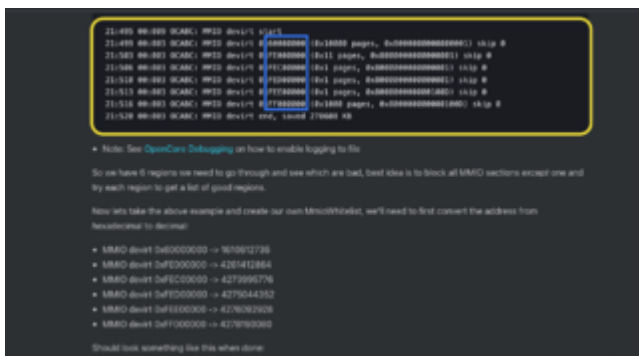 21:495 00:009 OCABC: MMIO devirt start
21:495 00:003 OCABC: MMIO devirt 0x60000000 (0x10000 pages, 0x8000000000000001) skip 0
21:503 00:003 OCABC: MMIO devirt 0xFE000000 (0x11 pages, 0x8000000000000001) skip 0
21:506 00:003 OCABC: MMIO devirt 0xFEC00000 (0x1 pages, 0x8000000000000001) skip 0
21:510 00:003 OCABC: MMIO devirt 0xFED00000 (0x1 pages, 0x8000000000000001) skip 0
21:513 00:003 OCABC: MMIO devirt 0xFEE00000 (0x1 pages, 0x800000000000100D) skip 0
21:516 00:003 OCABC: MMIO devirt 0xFF000000 (0x1000 pages, 0x800000000000100D) skip 0
21:520 00:003 OCABC: MMIO devirt end, saved 278608 KB
• Note: See OpenCore Debugging on how to enable logging to file
So we have 6 regions we need to go through and see which are bad, best idea is to block all MMIO sections except one and
try each region to get a list of good regions.
Now lets take the above example and create our own MmioWhitelist, we'll need to first convert the address from
hexadecimal to decimal:
• MMIO devirt 0x60000000 -> 1610612736
• MMIO devirt 0xFE000000 -> 4261412864
• MMIO devirt 0xFEC00000 -> 4273995776
• MMIO devirt 0xFED00000 -> 4275044352
• MMIO devirt 0xFEE00000 -> 4276092928
• MMIO devirt 0xFF000000 -> 4278190080
Should look something like this when done: